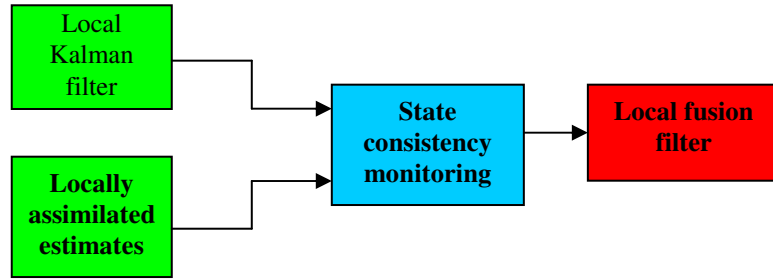 Local
Kalman
filter
Locally
assimilated
estimates
State
consistency
monitoring
Local fusion
filter